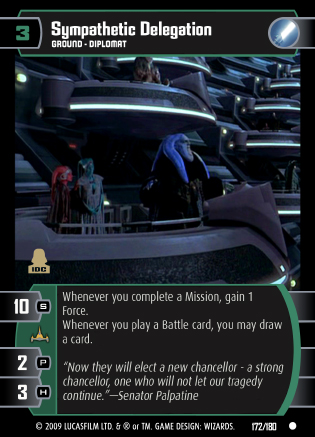 3
Sympathetic Delegation
GROUND - DIPLOMAT
IDC
10 S
2 P
3 H
Whenever you complete a Mission, gain 1
Force.
Whenever you play a Battle card, you may draw
a card.
“Now they will elect a new chancellor - a strong
chancellor, one who will not let our tragedy
continue.”—Senator Palpatine
© 2009 LUCASFILM LTD. & ® or TM. GAME DESIGN: WIZARDS. 172/180